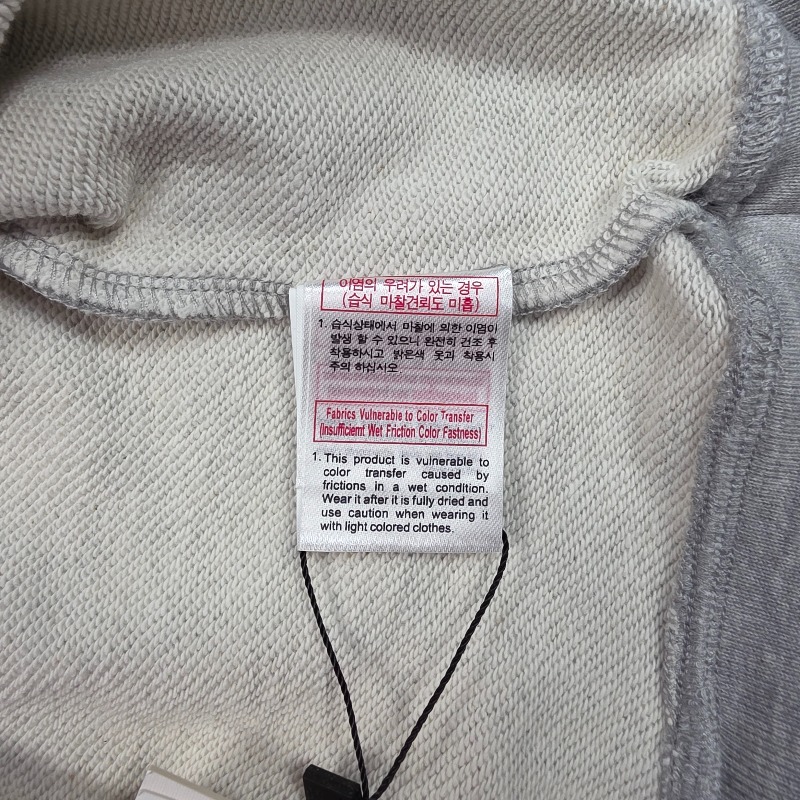 이염의 우려가 있는 경우
(습식 마찰견뢰도 미흡)
1. 습식상태에서 마찰에 의한 이염이
발생 할 수 있으니 완전히 건조 후
착용하시고 밝은색 옷과 착용시
주의 하십시오
Fabrics Vulnerable to Color Transfer
(Insufficiemt Wet Friction Color Fastness)
1. This product is vulnerable to
color transfer caused by
frictions in a wet condition.
Wear it after it is fully dried and
use caution when wearing it
with light colored clothes.